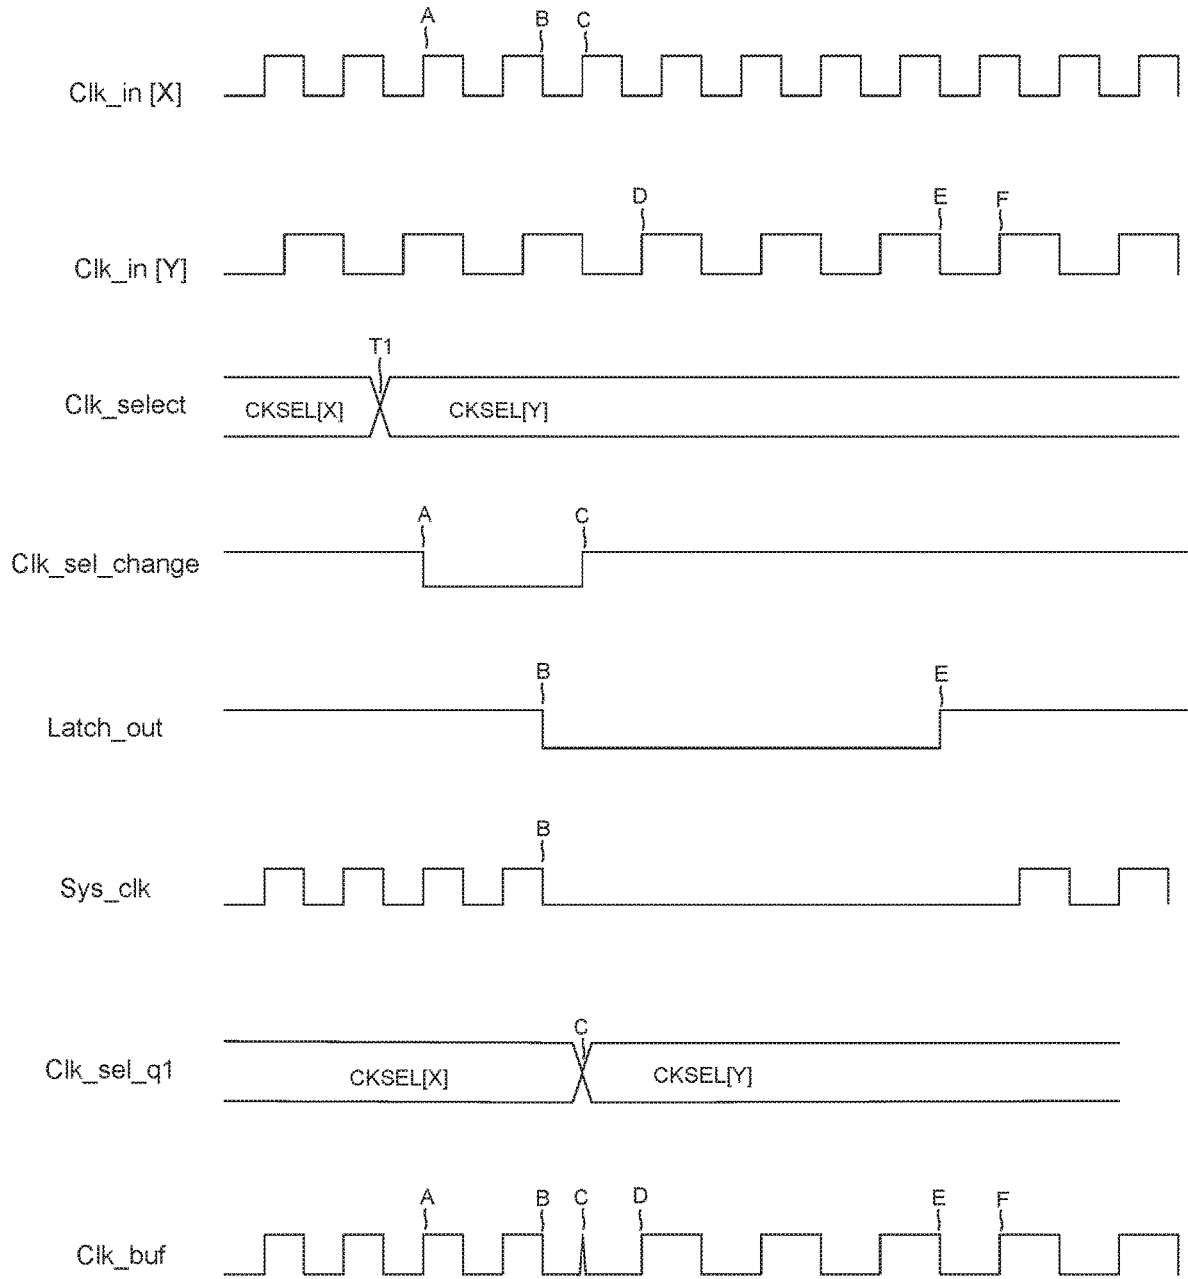 A B C
Clk_in [X]
D E F
Clk_in [Y]
T1
Clk_select
CKSEL[X] CKSEL[Y]
A C
Clk_sel_change
B E
Latch_out
B
Sys_clk
C
Clk_sel_q1
CKSEL[X] CKSEL[Y]
A B C D E F
Clk_buf